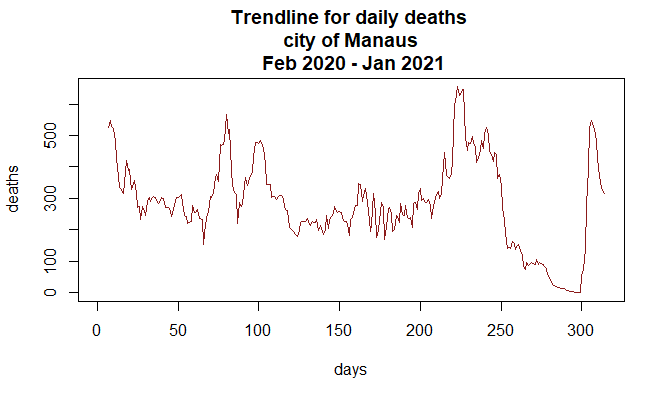 Trendline for daily deaths
city of Manaus
Feb 2020 - Jan 2021
deaths
500
300
100
0
0 50 100 150 200 250 300
days